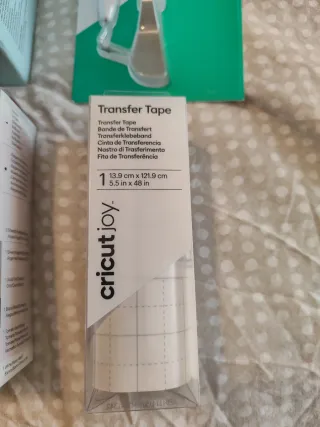 Transfer Tape
Transfer Tape
Bande de Transfert
Transferklebeband
Cinta de Transferencia
Nastro di Trasferimento
Fita de Transferência
1 13.9 cm x 121.9 cm
5.5 in x 48 in
cricut joy™